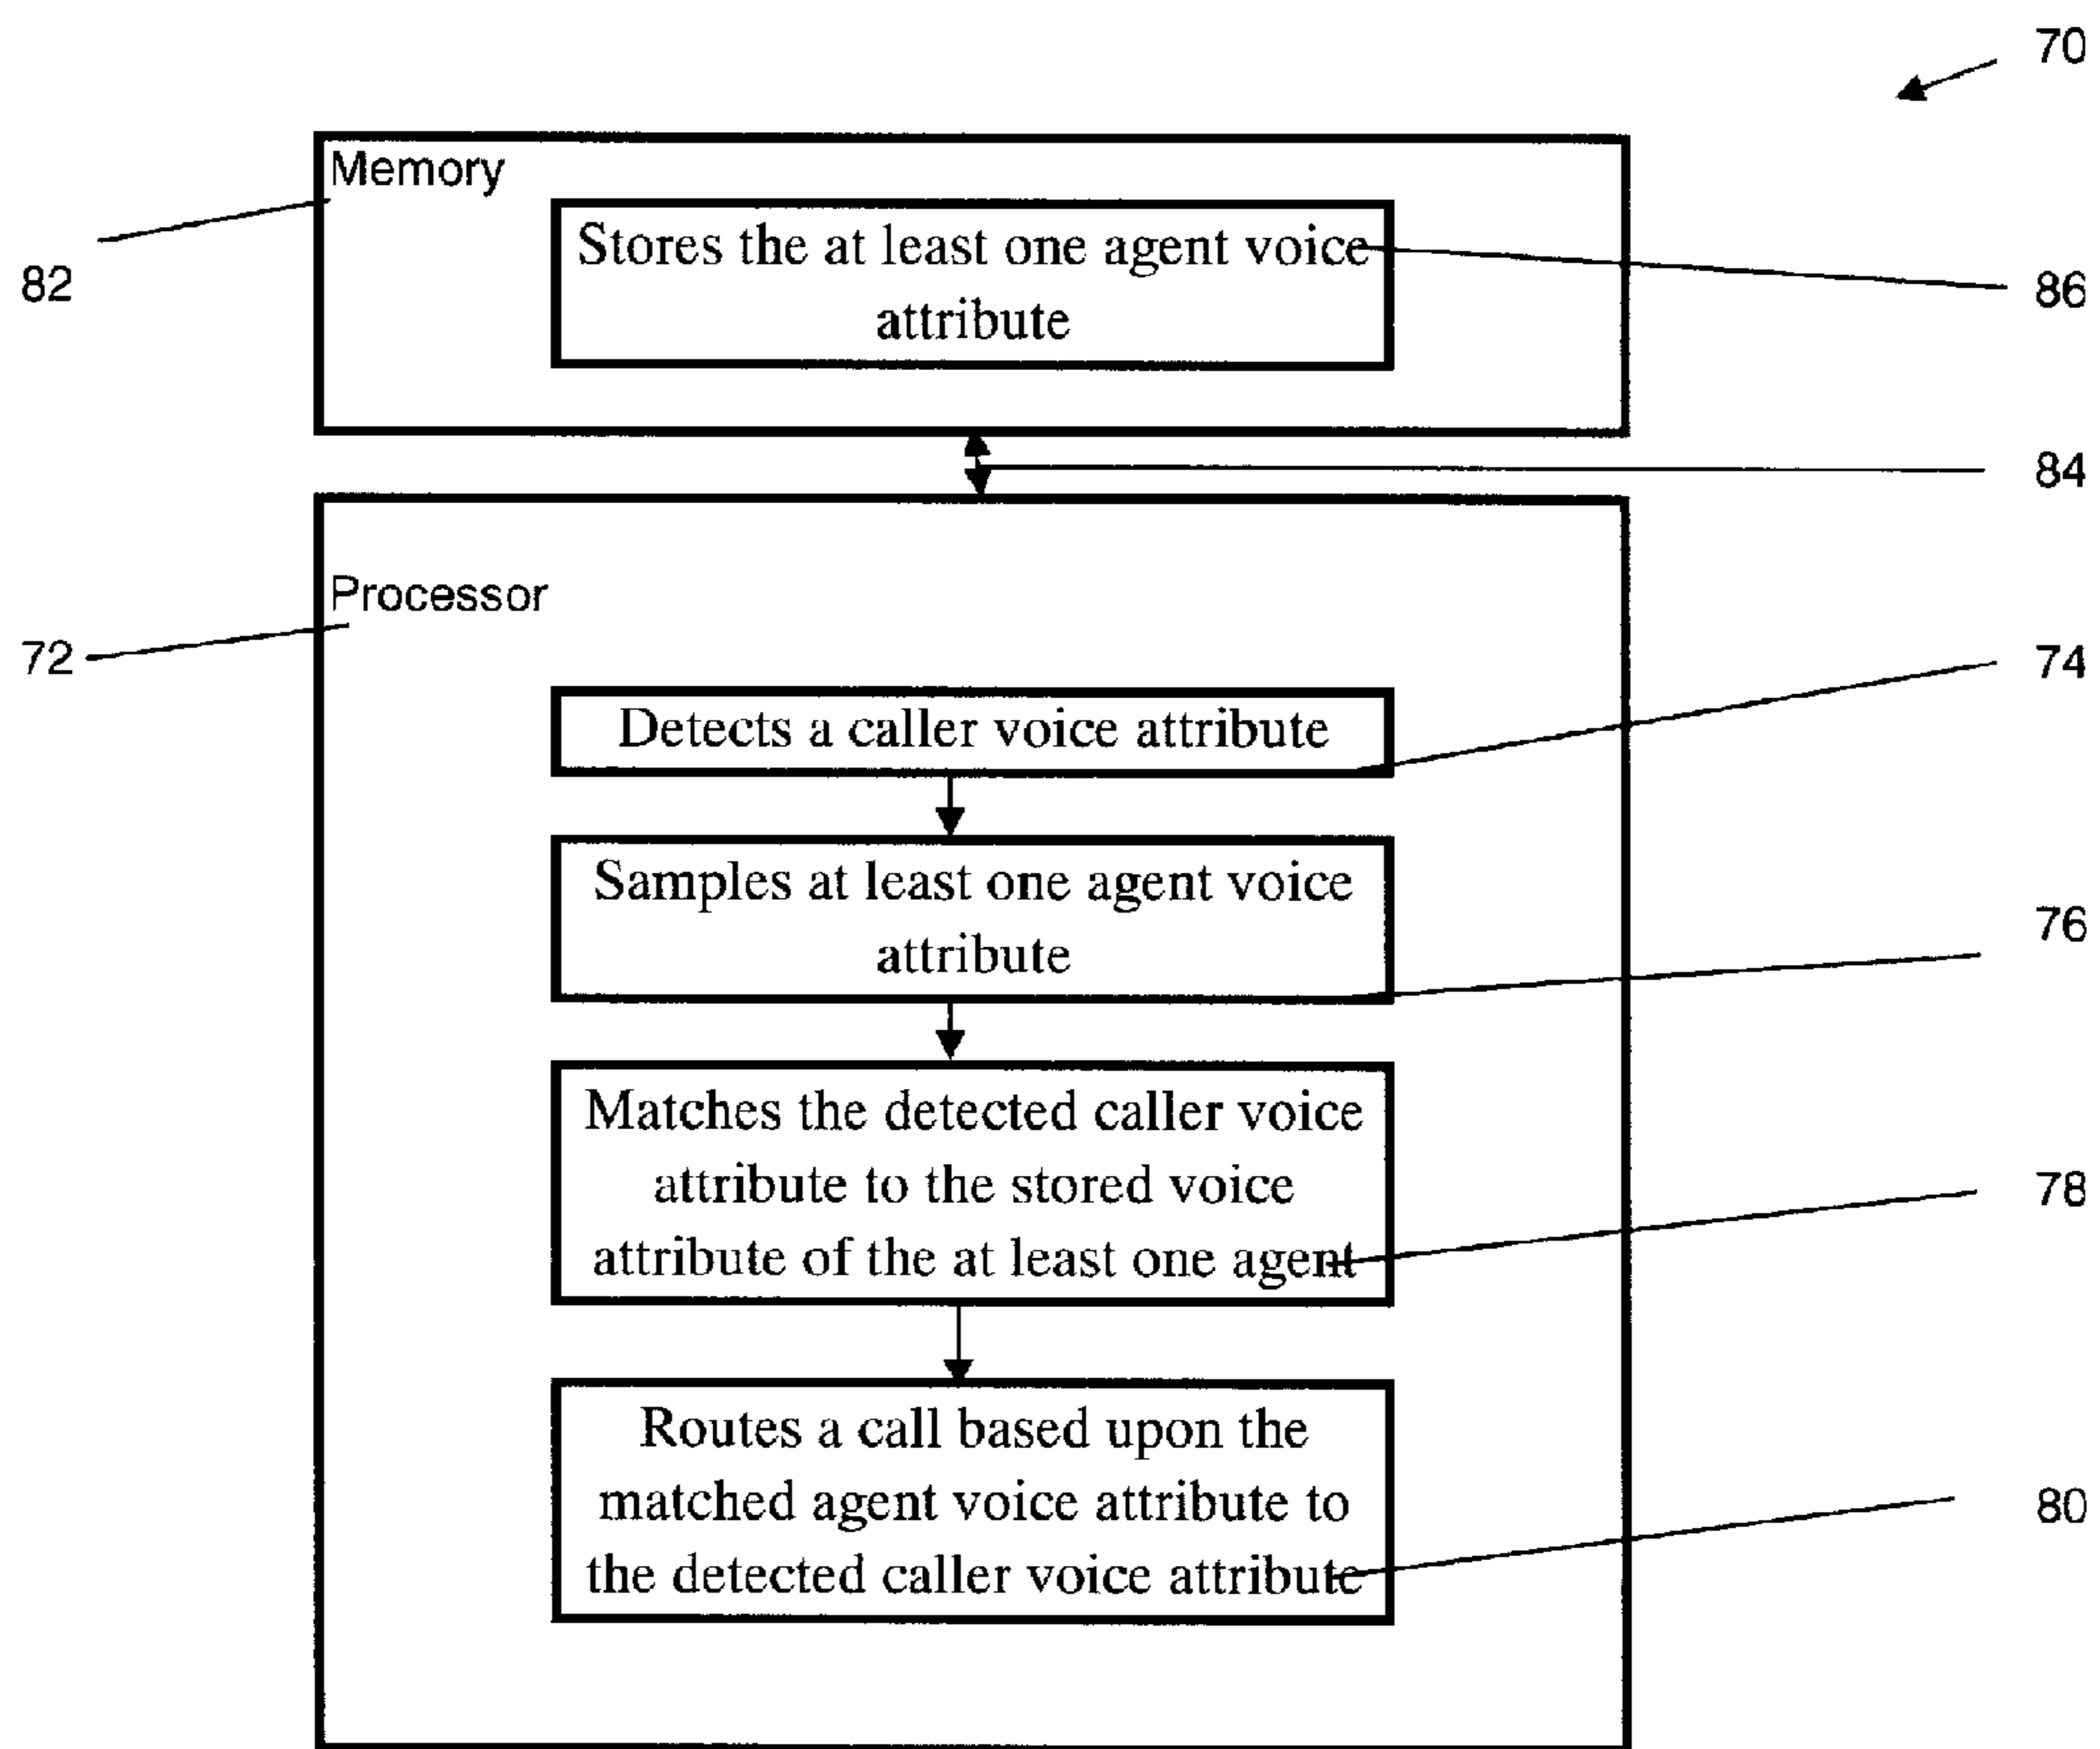 70
Memory
Stores the at least one agent voice
attribute
82
86
84
Processor
72
74
Detects a caller voice attribute
Samples at least one agent voice
attribute
76
Matches the detected caller voice
attribute to the stored voice
attribute of the at least one agent
78
Routes a call based upon the
matched agent voice attribute to
the detected caller voice attribute
80